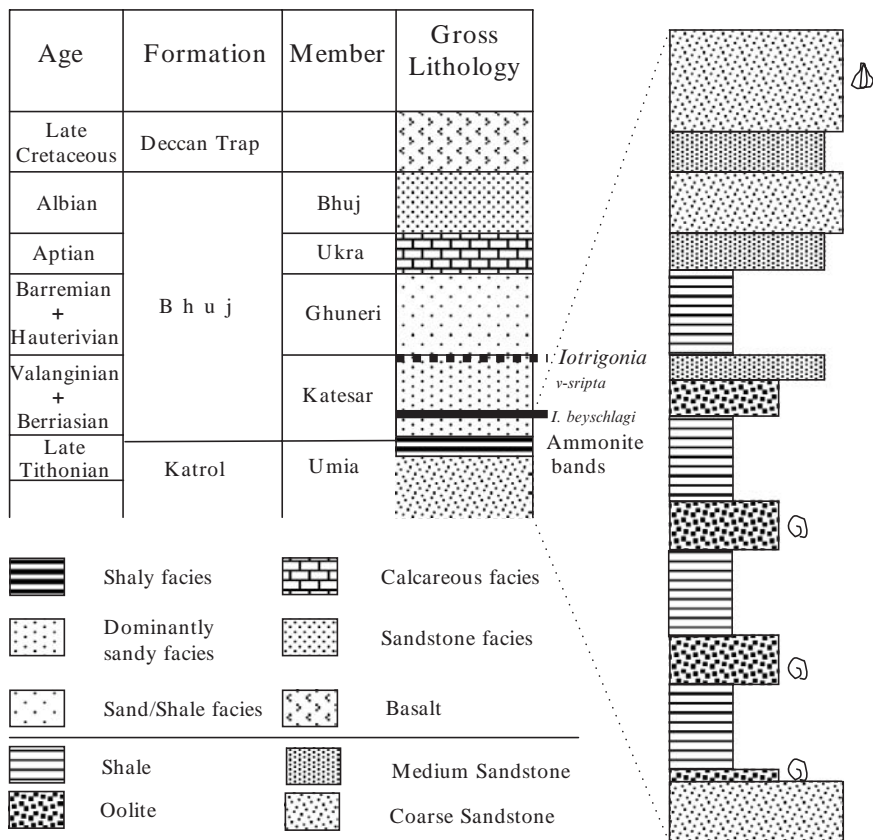 Age
Formation
Member
Gross
Lithology
Late
Cretaceous
Deccan Trap
Albian
Bhuj
Aptian
Ukra
Barremian
+
Hauterivian
B h u j
Ghuneri
Iotrigonia
v-sripta
Valanginian
+
Berriasian
Katesar
I. beyschlagi
Ammonite
bands
Late
Tithonian
Katrol
Umia
Shaly facies
Calcareous facies
Dominantly
sandy facies
Sandstone facies
Sand/Shale facies
Basalt
Shale
Medium Sandstone
Oolite
Coarse Sandstone